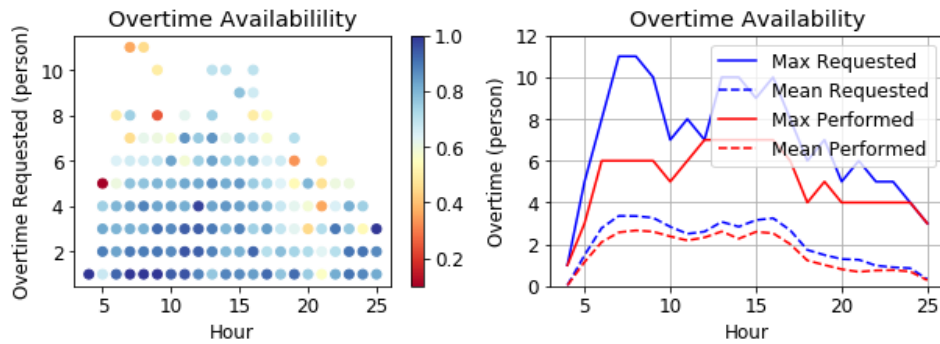 Overtime Availabilility
Overtime Requested (person)
10
8
6
4
2
5
10
15
20
25
Hour
1.0
0.8
0.6
0.4
0.2
Overtime Availability
Overtime (person)
12
10
8
6
4
2
0
5
10
15
20
25
Hour
Max Requested
Mean Requested
Max Performed
Mean Performed